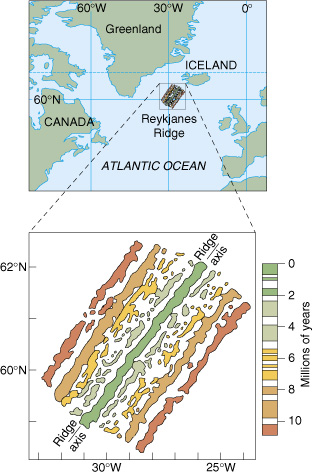 60°W
30°W
0°
Greenland
ICELAND
60°N
CANADA
Reykjanes
Ridge
ATLANTIC OCEAN
Ridge
axis
62°N
60°N
Ridge
axis
30°W
25°W
0
2
4
6
8
10
Millions of years